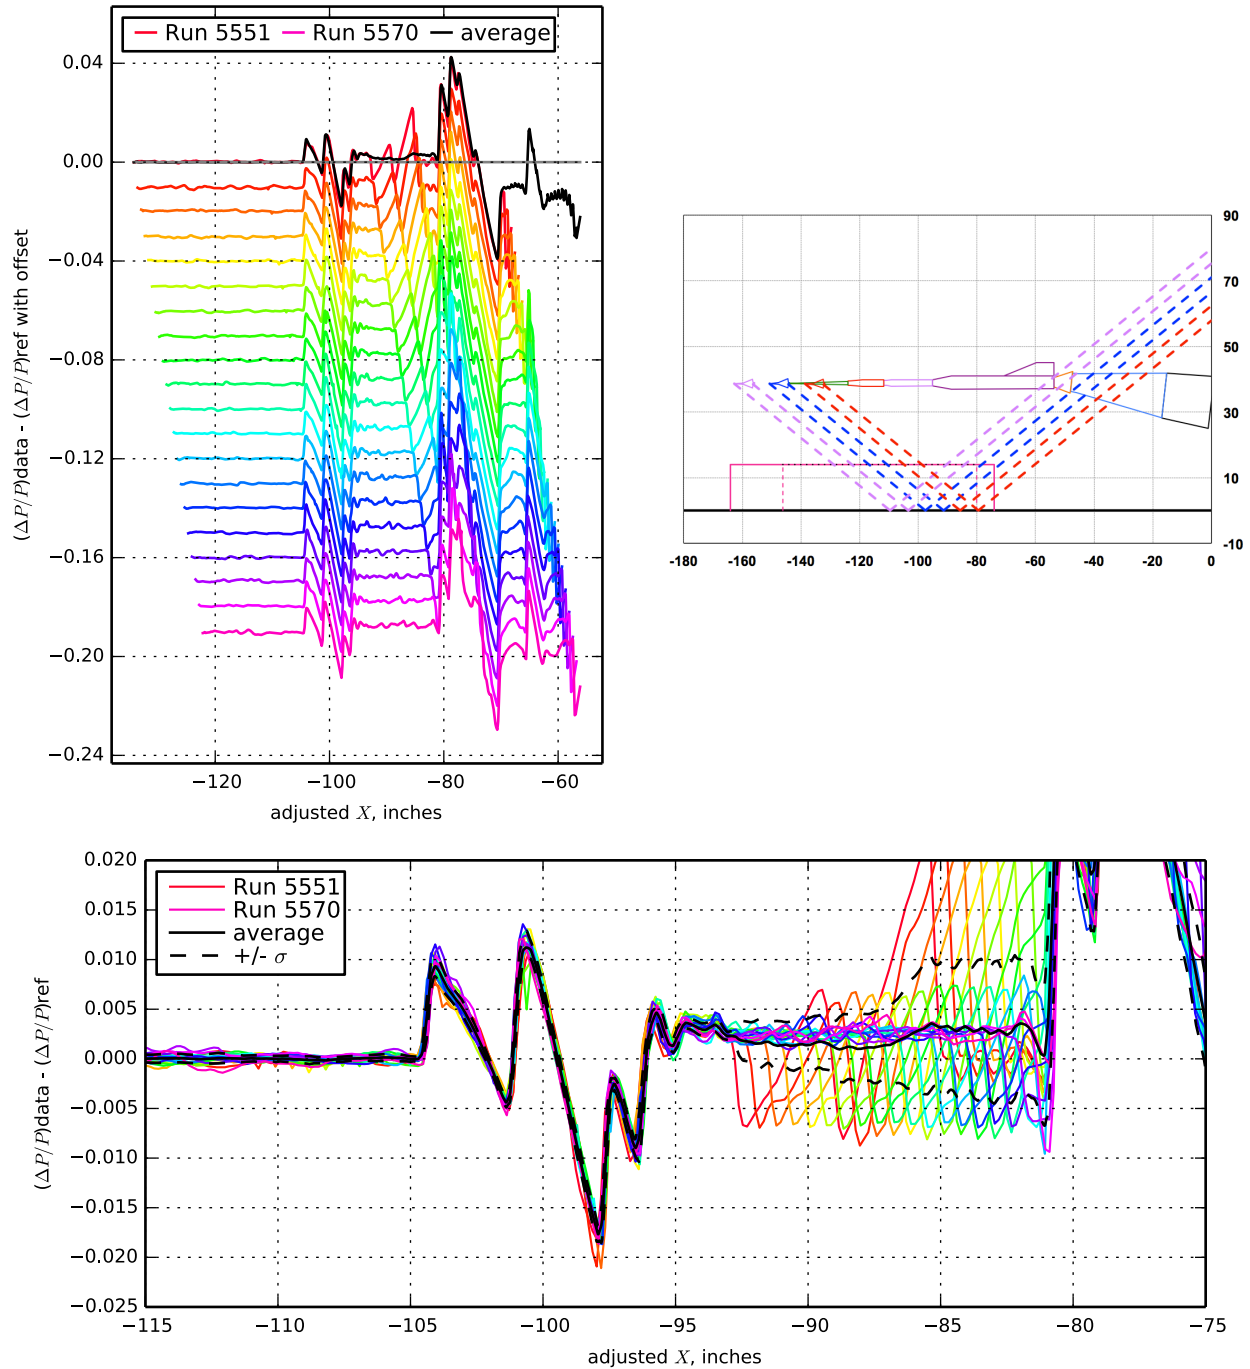 Run 5551 Run 5570 average
0.04
0.00
−0.04
−0.08
−0.12
−0.16
−0.20
−0.24
−120 −100 −80 −60
adjusted X, inches
(ΔP/P)data - (ΔP/P)ref with offset
90
70
50
30
10
-10
-180 -160 -140 -120 -100 -80 -60 -40 -20 0
Run 5551
Run 5570
average
+/- σ
0.020
0.015
0.010
0.005
0.000
−0.005
−0.010
−0.015
−0.020
−0.025
−115 −110 −105 −100 −95 −90 −85 −80 −75
adjusted X, inches
(ΔP/P)data - (ΔP/P)ref